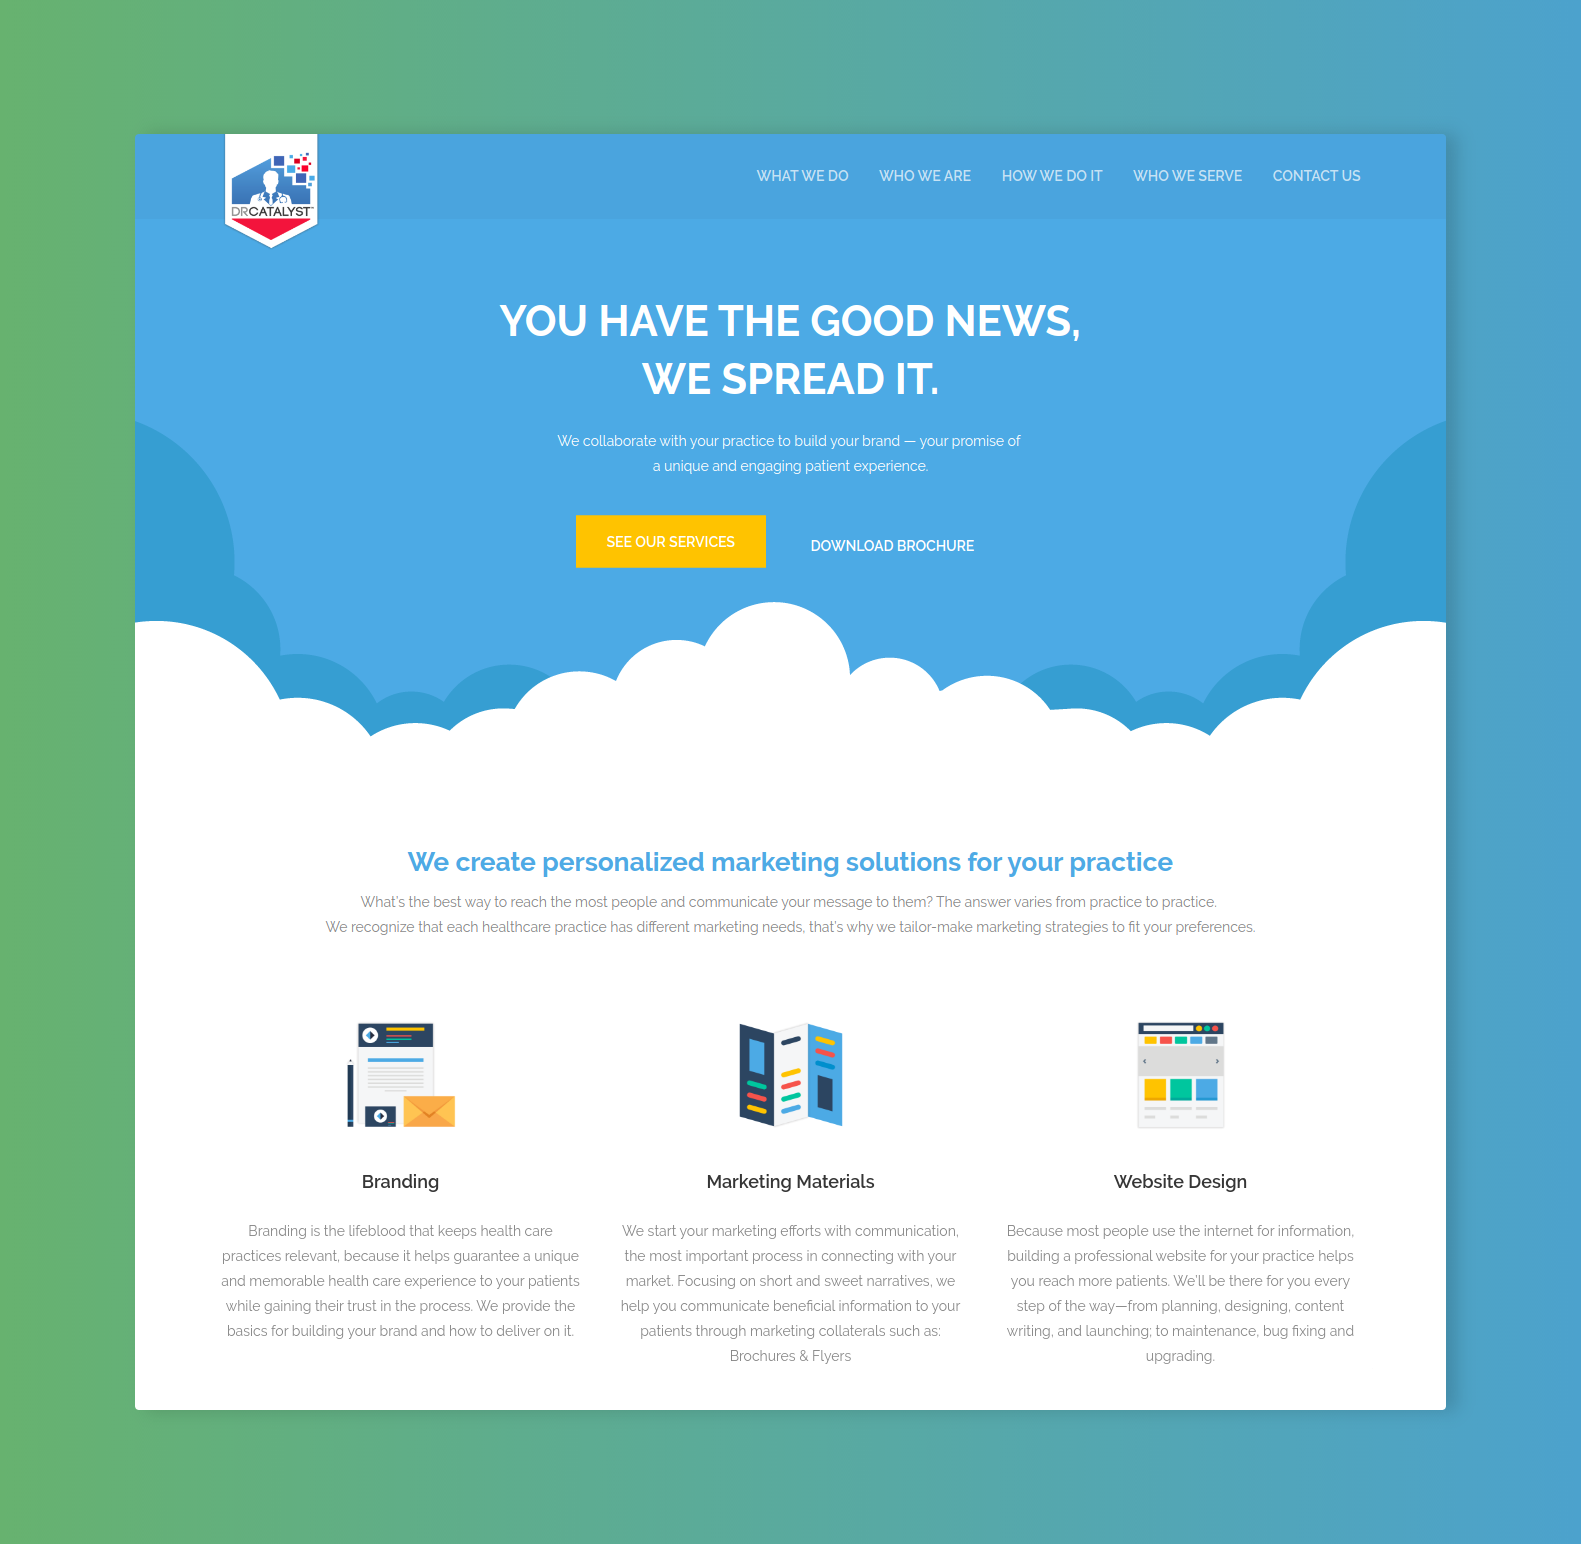 DRCATALYST™
WHAT WE DO WHO WE ARE HOW WE DO IT WHO WE SERVE CONTACT US
YOU HAVE THE GOOD NEWS,
WE SPREAD IT.
We collaborate with your practice to build your brand — your promise of
a unique and engaging patient experience.
SEE OUR SERVICES DOWNLOAD BROCHURE
We create personalized marketing solutions for your practice
What's the best way to reach the most people and communicate your message to them? The answer varies from practice to practice.
We recognize that each healthcare practice has different marketing needs, that's why we tailor-make marketing strategies to fit your preferences.
Branding
Branding is the lifeblood that keeps health care
practices relevant, because it helps guarantee a unique
and memorable health care experience to your patients
while gaining their trust in the process. We provide the
basics for building your brand and how to deliver on it.
Marketing Materials
We start your marketing efforts with communication,
the most important process in connecting with your
market. Focusing on short and sweet narratives, we
help you communicate beneficial information to your
patients through marketing collaterals such as:
Brochures & Flyers
Website Design
Because most people use the internet for information,
building a professional website for your practice helps
you reach more patients. We'll be there for you every
step of the way—from planning, designing, content
writing, and launching; to maintenance, bug fixing and
upgrading.